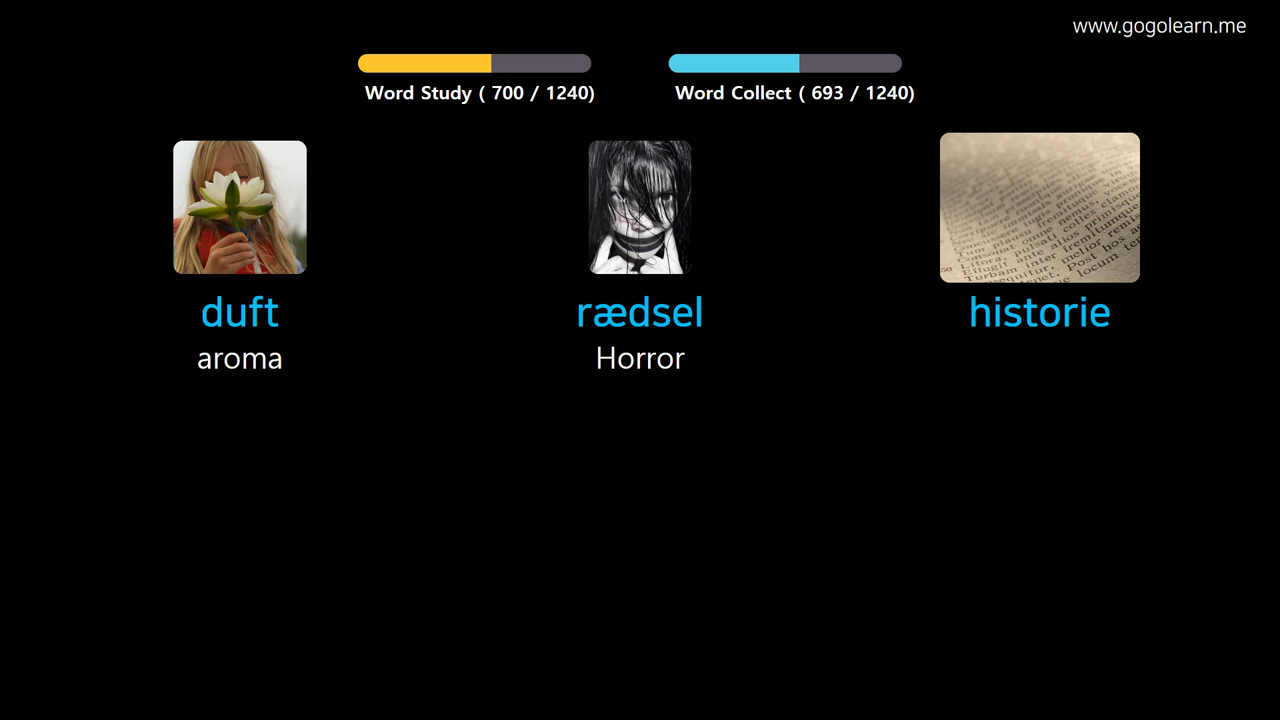 www.gogolearn.me
Word Study ( 700 / 1240)
Word Collect ( 693 / 1240)
duft
rædsel
historie
aroma
Horror